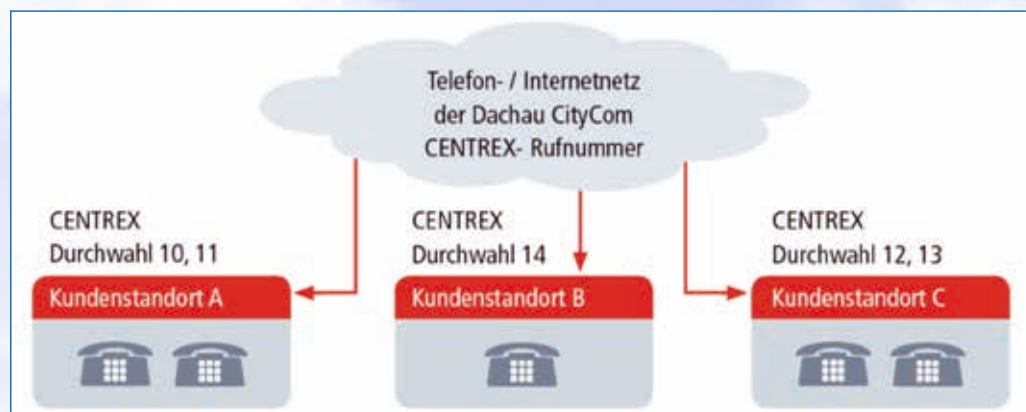 Telefon- / Internetnetz
der Dachau CityCom
CENTREX- Rufnummer
CENTREX
Durchwahl 10, 11
Kundenstandort A
CENTREX
Durchwahl 14
Kundenstandort B
CENTREX
Durchwahl 12, 13
Kundenstandort C